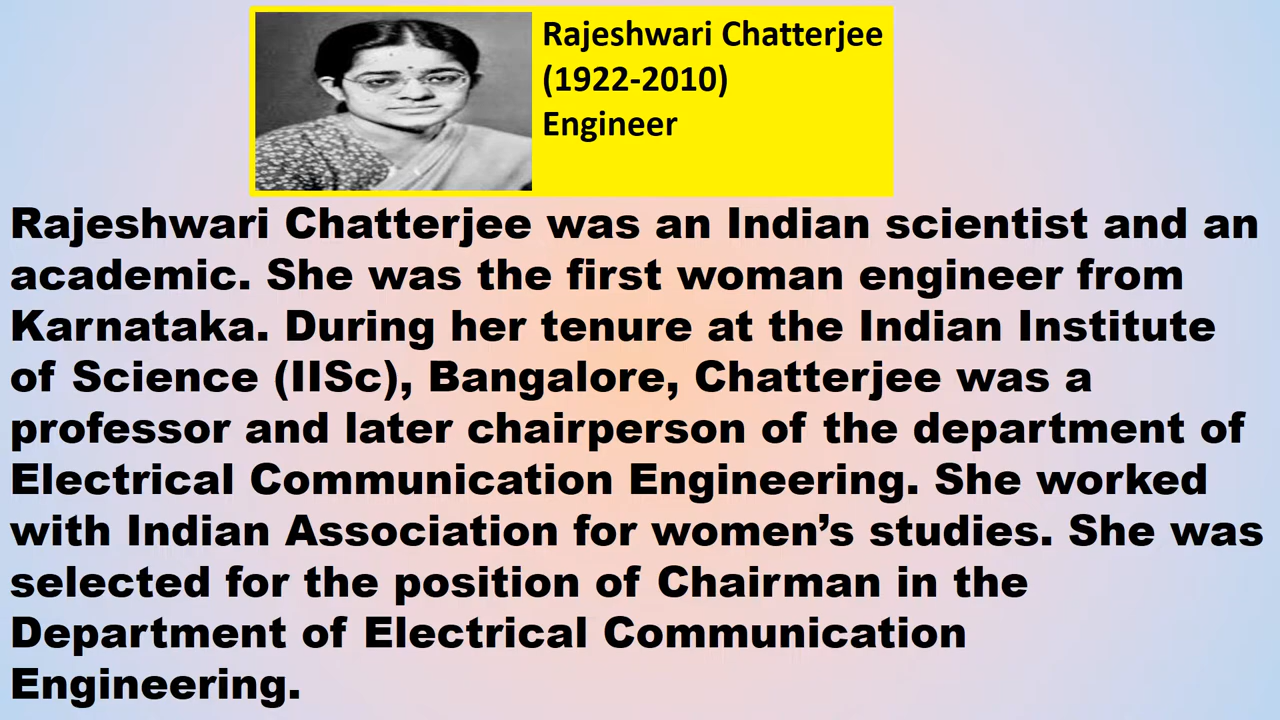 Rajeshwari Chatterjee
(1922-2010)
Engineer
Rajeshwari Chatterjee was an Indian scientist and an
academic. She was the first woman engineer from
Karnataka. During her tenure at the Indian Institute
of Science (IISc), Bangalore, Chatterjee was a
professor and later chairperson of the department of
Electrical Communication Engineering. She worked
with Indian Association for women’s studies. She was
selected for the position of Chairman in the
Department of Electrical Communication
Engineering.